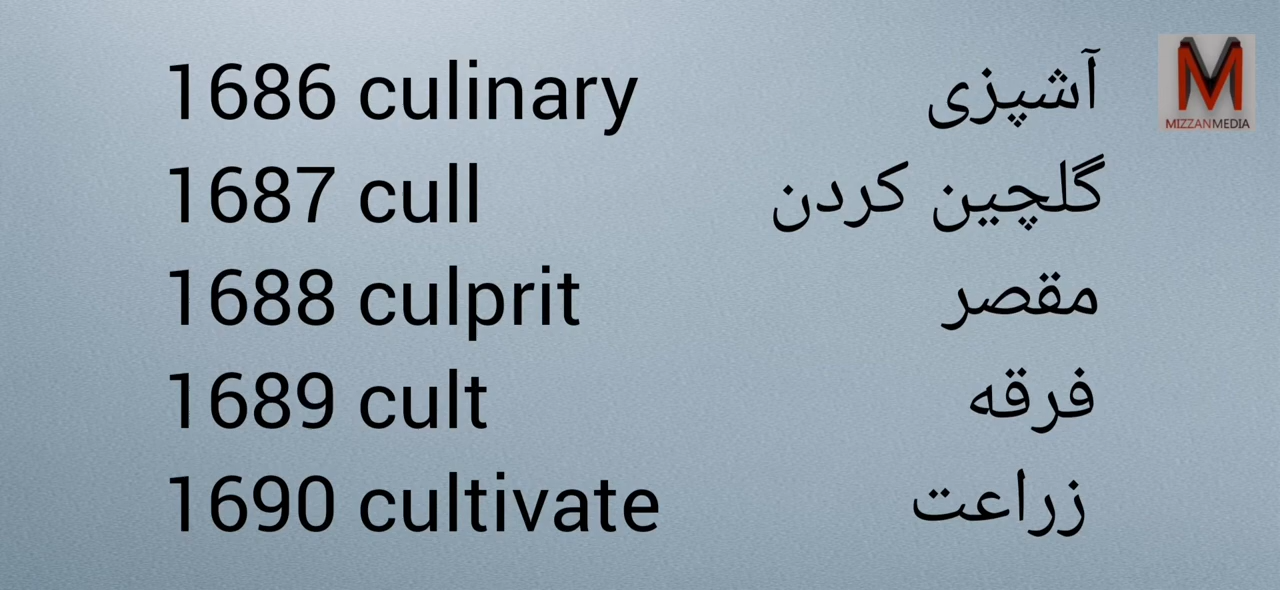 1686 culinary آشپزی
1687 cull گلچین کردن
1688 culprit مقصر
1689 cult فرقه
1690 cultivate زراعت
M
MIZZANMEDIA